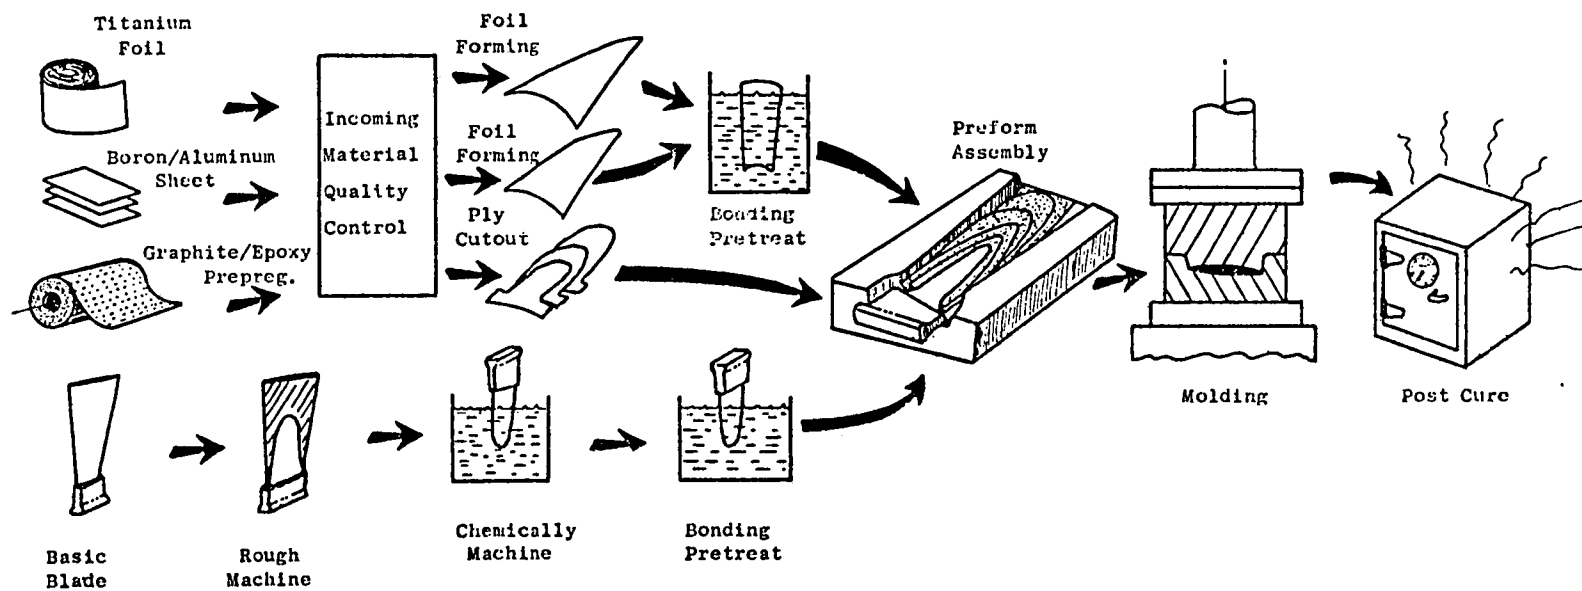 Titanium
Foil
Boron/Aluminum
Sheet
Graphite/Epoxy
Prepreg.
Incoming
Material
Quality
Control
Foil
Forming
Foil
Forming
Ply
Cutout
Bonding
Pretreat
Preform
Assembly
Molding
Post Cure
Basic
Blade
Rough
Machine
Chemically
Machine
Bonding
Pretreat